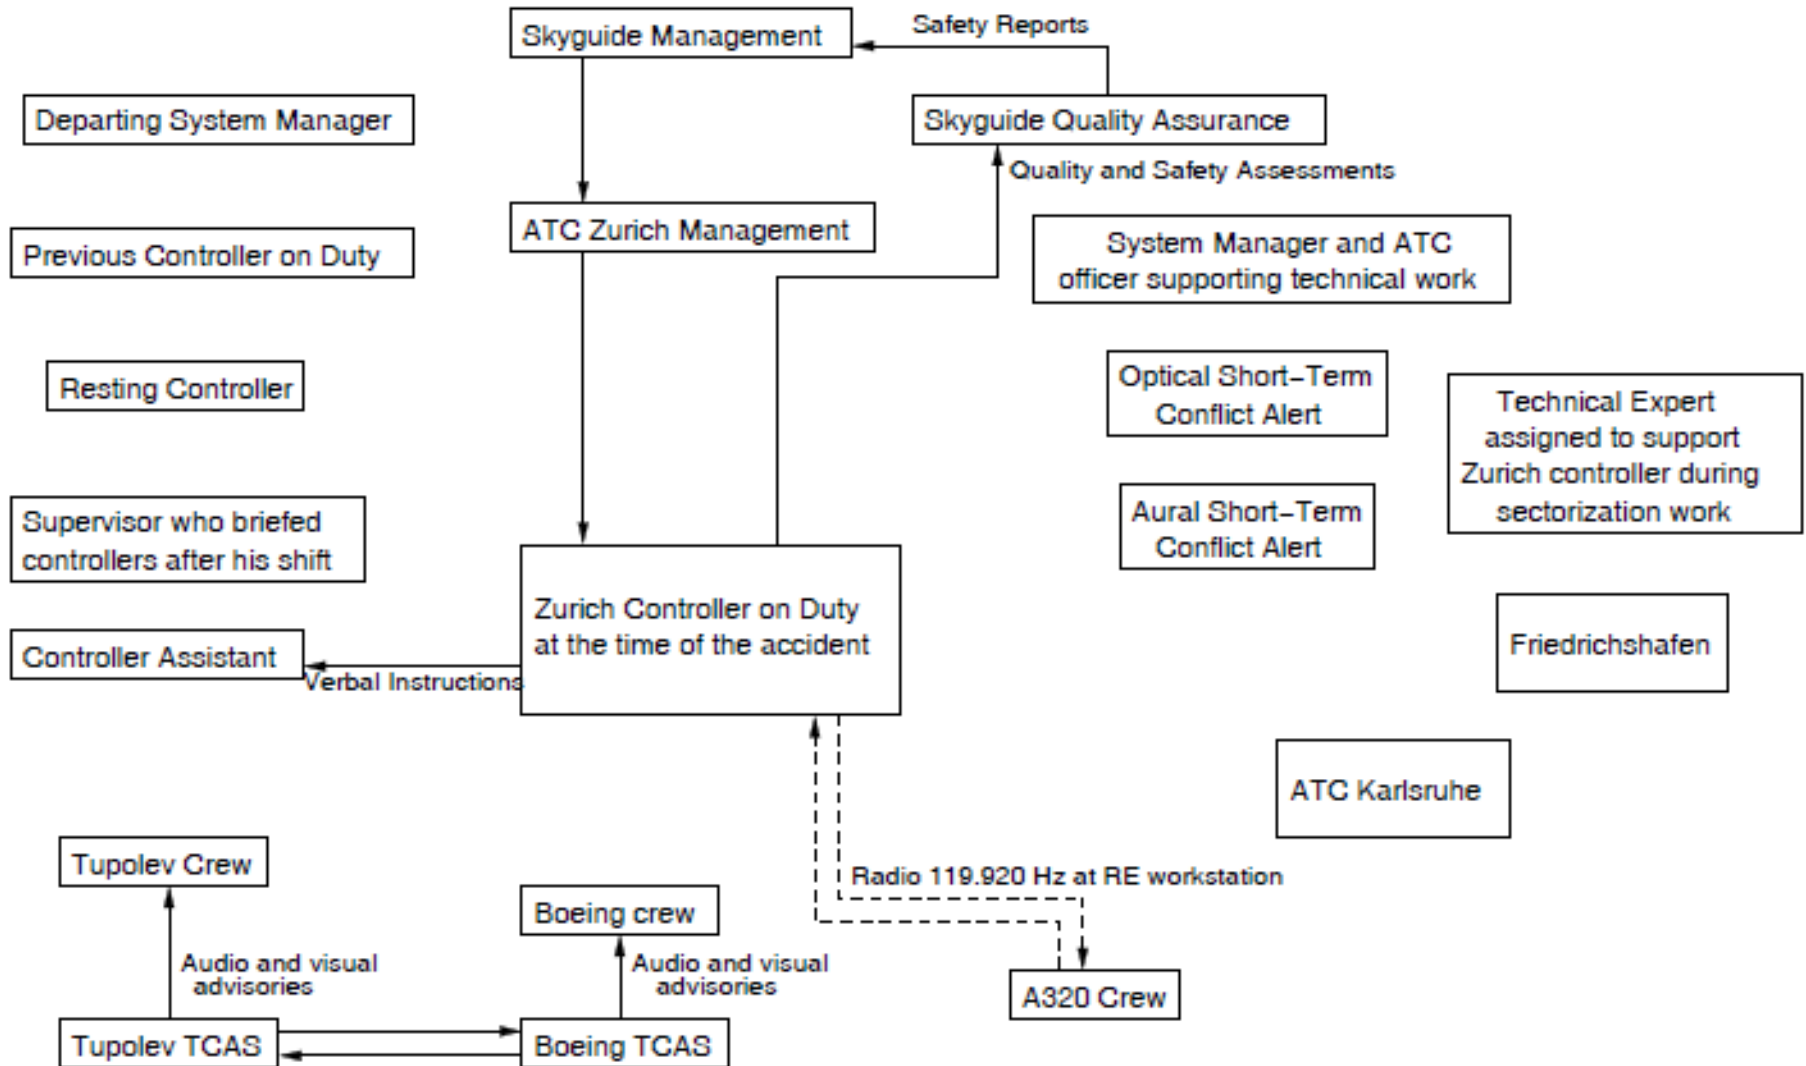 Skyguide Management
Safety Reports
Departing System Manager
Skyguide Quality Assurance
Quality and Safety Assessments
ATC Zurich Management
Previous Controller on Duty
System Manager and ATC
officer supporting technical work
Resting Controller
Optical Short–Term
Conflict Alert
Technical Expert
assigned to support
Zurich controller during
sectorization work
Supervisor who briefed
controllers after his shift
Aural Short–Term
Conflict Alert
Zurich Controller on Duty
at the time of the accident
Friedrichshafen
Controller Assistant
Verbal Instructions
ATC Karlsruhe
Tupolev Crew
Radio 119.920 Hz at RE workstation
Boeing crew
Audio and visual
advisories
Audio and visual
advisories
A320 Crew
Tupolev TCAS
Boeing TCAS